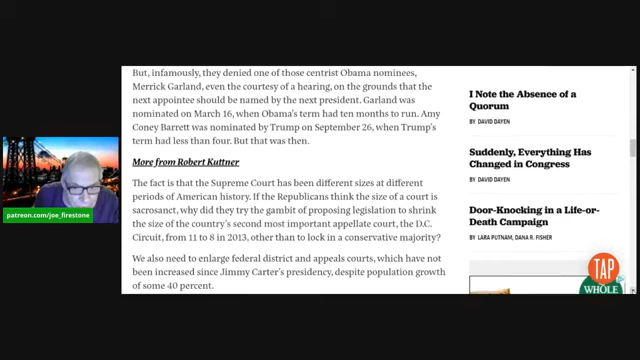 But, infamously, they denied one of those centrist Obama nominees,
Merrick Garland, even the courtesy of a hearing, on the grounds that the
next appointee should be named by the next president. Garland was
nominated on March 16, when Obama's term had ten months to run. Amy
Coney Barrett was nominated by Trump on September 26, when Trump's
term had less than four. But that was then.
More from Robert Kuttner
The fact is that the Supreme Court has been different sizes at different
periods of American history. If the Republicans think the size of a court is
sacrosanct, why did they try the gambit of proposing legislation to shrink
the size of the country's second most important appellate court, the D.C.
Circuit, from 11 to 8 in 2013, other than to lock in a conservative majority?
We also need to enlarge federal district and appeals courts, which have not
been increased since Jimmy Carter's presidency, despite population growth
of some 40 percent.
I Note the Absence of a
Quorum
BY DAVID DAYEN
Suddenly, Everything Has
Changed in Congress
BY DAVID DAYEN
Door-Knocking in a Life-or-
Death Campaign
BY LARA PUTNAM, DANA R. FISHER
TAP
WHOLE
patreon.com/joe_firestone